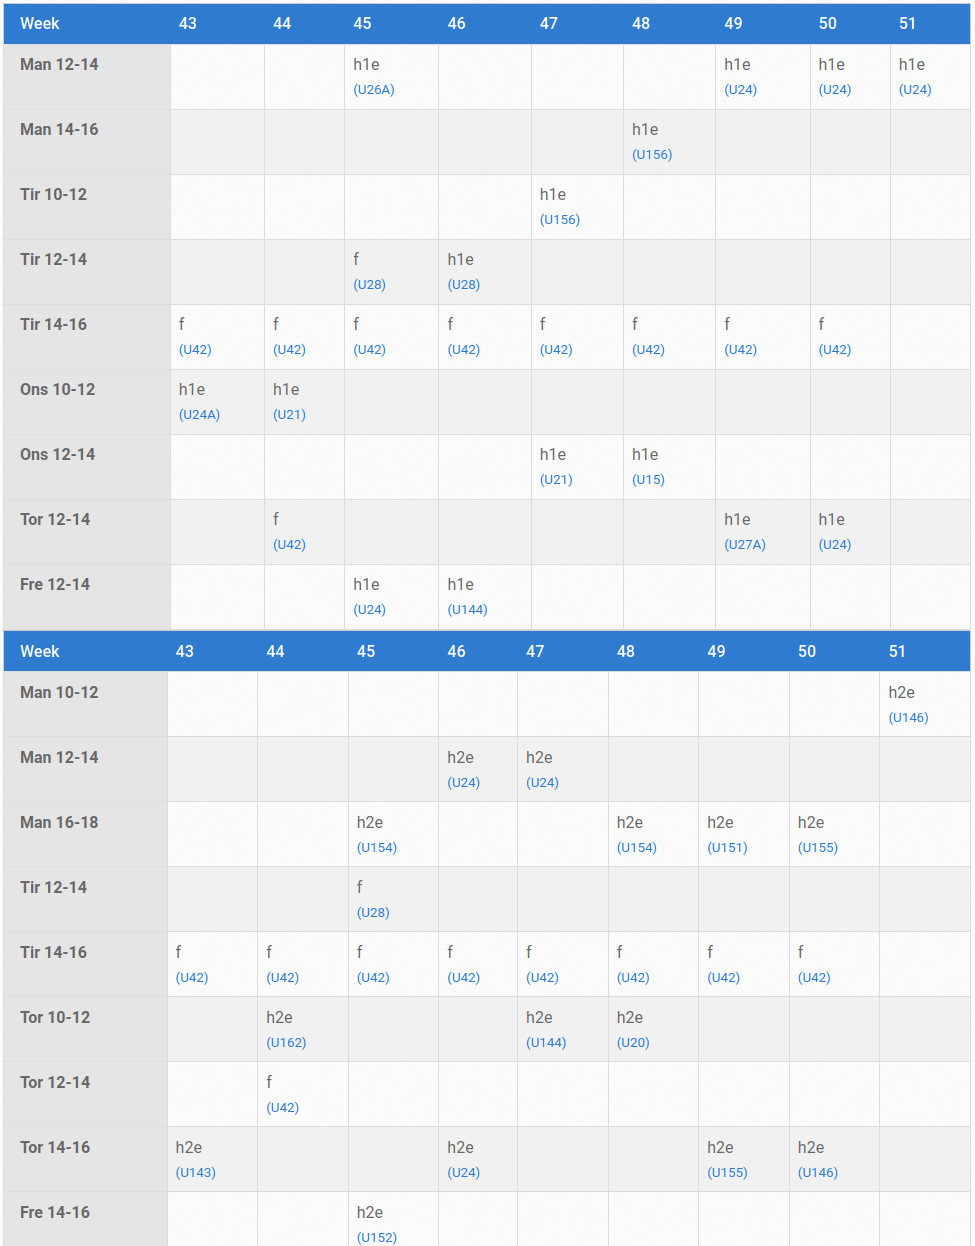 Week 43 44 45 46 47 48 49 50 51
Man 12-14 h1e h1e h1e h1e
(U26A) (U24) (U24) (U24)
Man 14-16 h1e
(U156)
Tir 10-12 h1e
(U156)
Tir 12-14 f h1e
(U28) (U28)
Tir 14-16 f f f f f f f f
(U42) (U42) (U42) (U42) (U42) (U42) (U42) (U42)
Ons 10-12 h1e h1e
(U24A) (U21)
Ons 12-14 h1e h1e
(U21) (U15)
Tor 12-14 f h1e h1e
(U42) (U27A) (U24)
Fre 12-14 h1e h1e
(U24) (U144)
Week 43 44 45 46 47 48 49 50 51
Man 10-12 h2e
(U146)
Man 12-14 h2e h2e
(U24) (U24)
Man 16-18 h2e h2e h2e h2e
(U154) (U154) (U151) (U155)
Tir 12-14 f
(U28)
Tir 14-16 f f f f f f f f
(U42) (U42) (U42) (U42) (U42) (U42) (U42) (U42)
Tor 10-12 h2e h2e h2e
(U162) (U144) (U20)
Tor 12-14 f
(U42)
Tor 14-16 h2e h2e h2e h2e
(U143) (U24) (U155) (U146)
Fre 14-16 h2e
(U152)